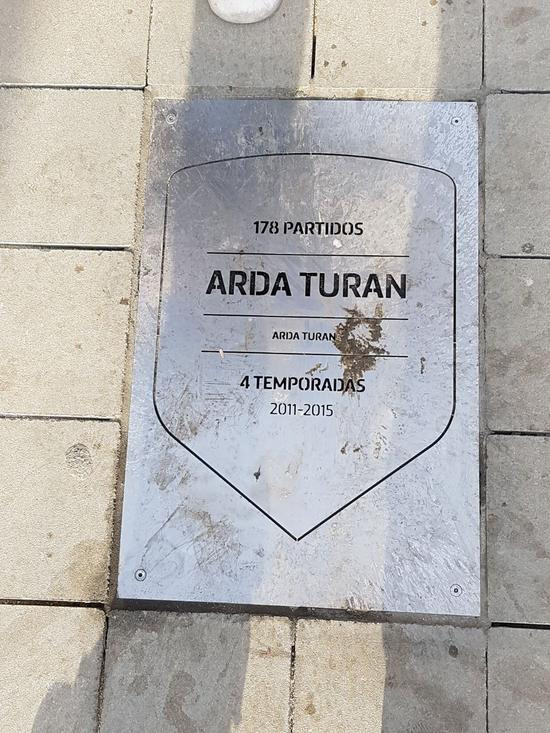 178 PARTIDOS
ARDA TURAN
ARDA TURAN
4 TEMPORADAS
2011-2015